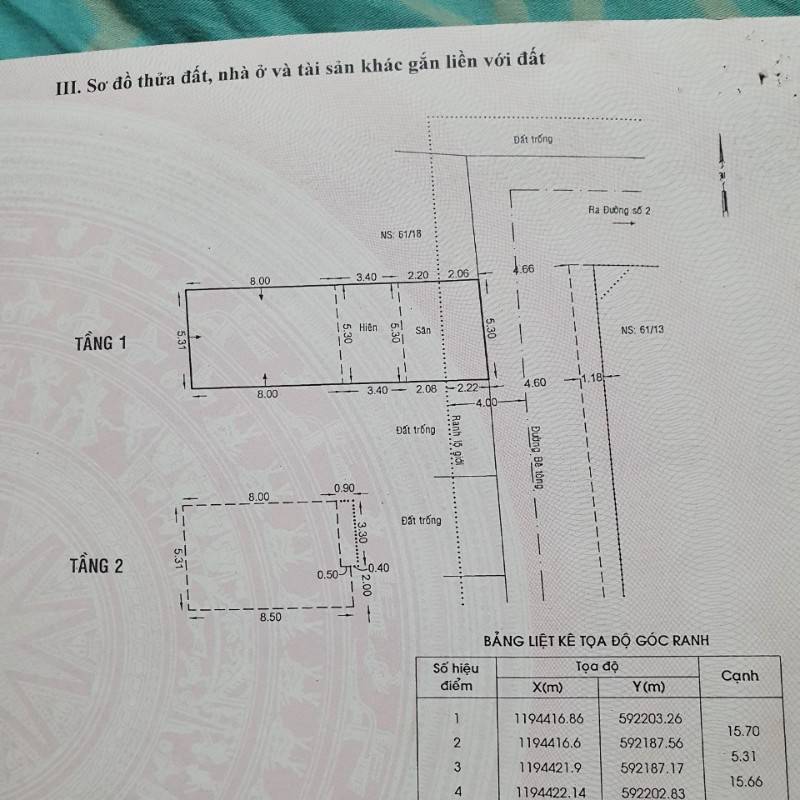 III. Sơ đồ thửa đất, nhà ở và tài sản khác gắn liền với đất
Đất trống
Ra Đường số 2
NS: 61/18
8.00
3.40
2.20
2.06
4.66
TẦNG 1
5.31
5.30
Hiên
5.30
Sân
5.30
NS: 61/13
8.00
3.40
2.08
2.22
4.60
1.18
4.00
Đất trống
Ranh lộ giới
Đường Bê tông
Đất trống
TẦNG 2
8.00
0.90
5.31
3.30
0.50
0.40
2.00
8.50
BẢNG LIỆT KÊ TỌA ĐỘ GÓC RANH
Số hiệu điểm
Tọa độ
Cạnh
X(m)
Y(m)
1 1194416.86 592203.26
15.70
2 1194416.6 592187.56
5.31
3 1194421.9 592187.17
15.66
4 1194422.14 592202.83